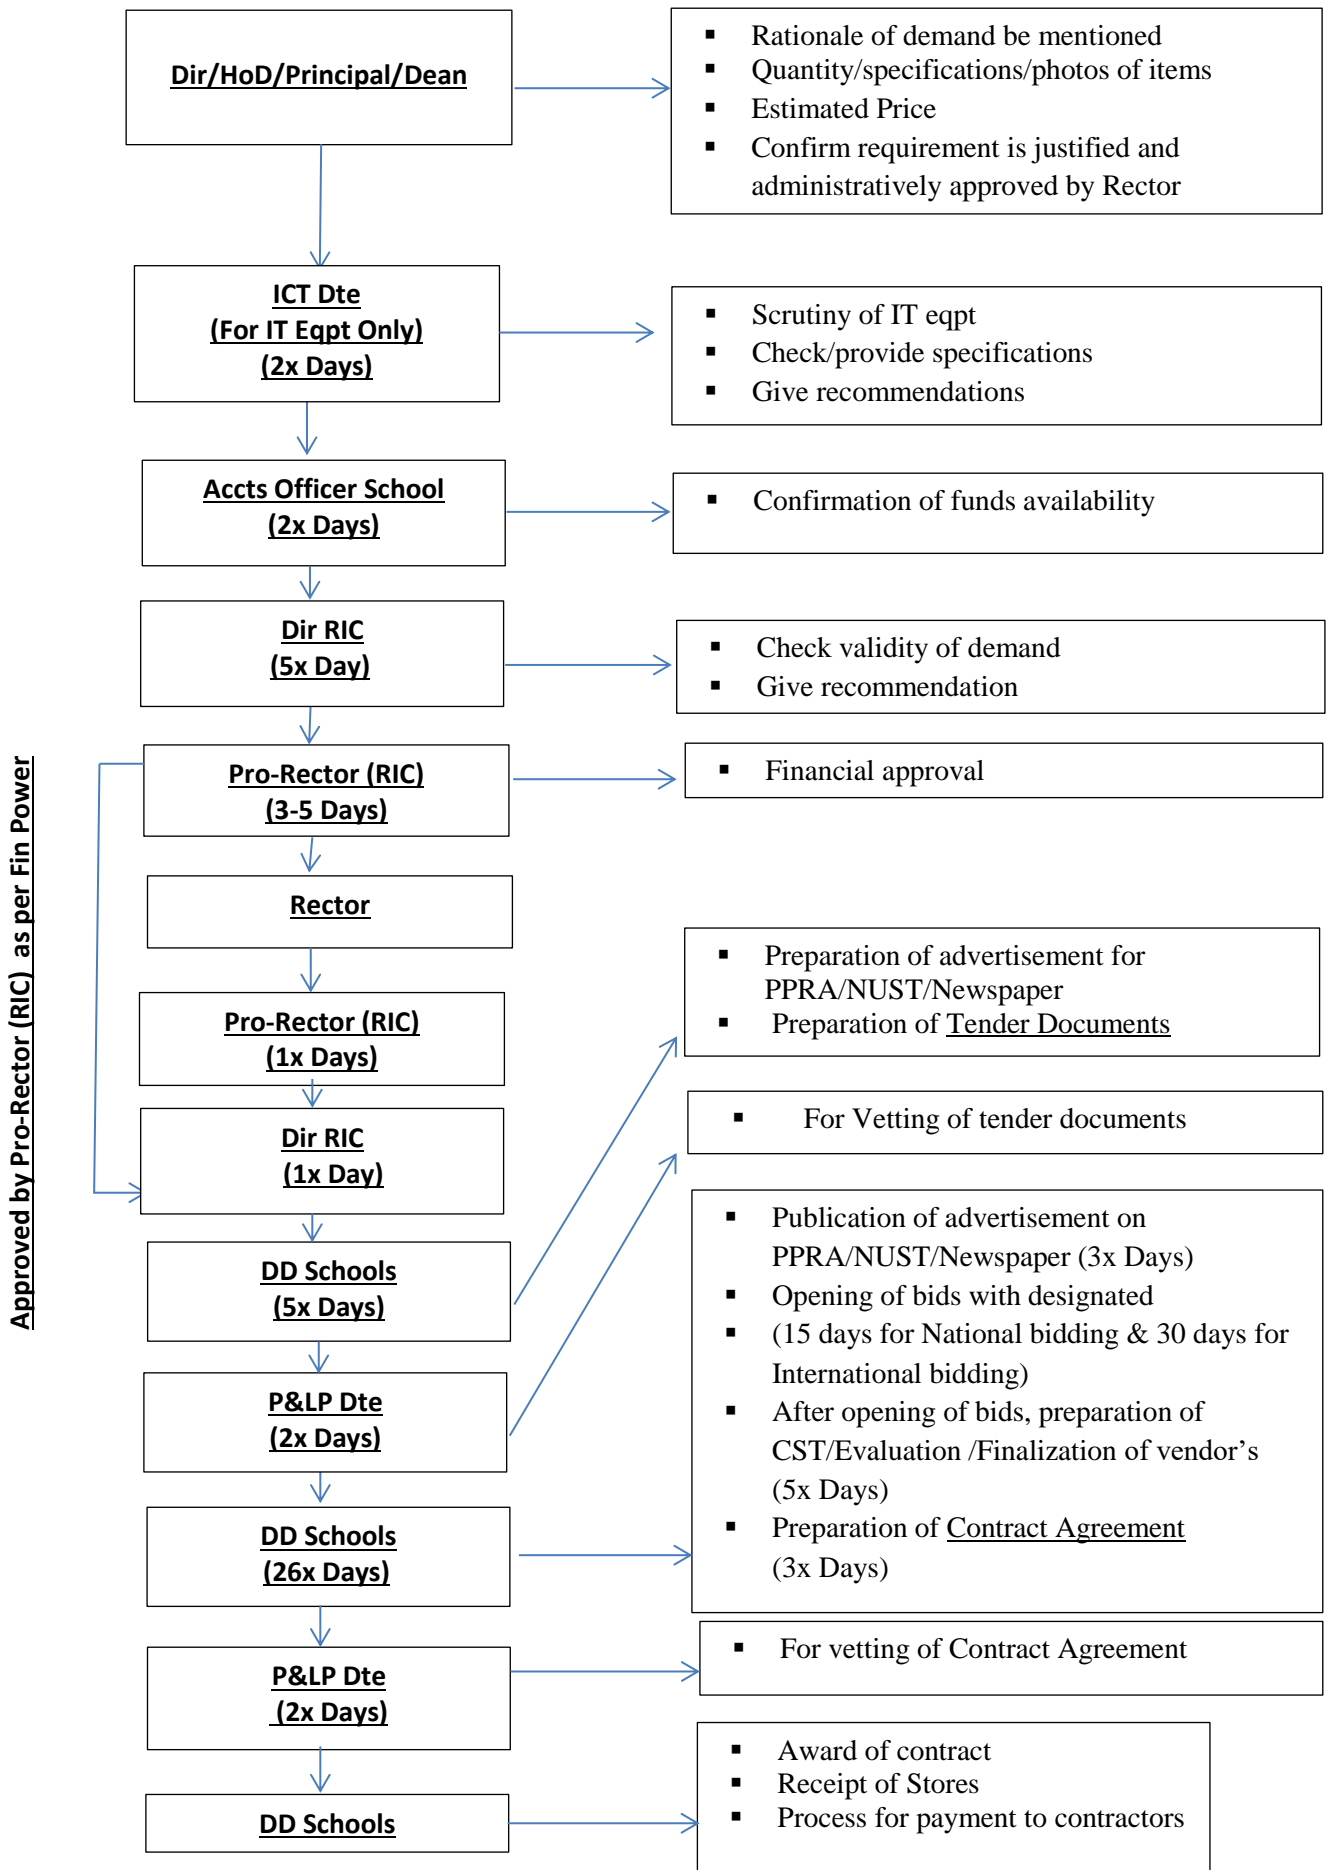 Dir/HoD/Principal/Dean
▪ Rationale of demand be mentioned
▪ Quantity/specifications/photos of items
▪ Estimated Price
▪ Confirm requirement is justified and
administratively approved by Rector
ICT Dte
(For IT Eqpt Only)
(2x Days)
▪ Scrutiny of IT eqpt
▪ Check/provide specifications
▪ Give recommendations
Accts Officer School
(2x Days)
▪ Confirmation of funds availability
Dir RIC
(5x Day)
▪ Check validity of demand
▪ Give recommendation
Approved by Pro-Rector (RIC) as per Fin Power
Pro-Rector (RIC)
(3-5 Days)
▪ Financial approval
Rector
Pro-Rector (RIC)
(1x Days)
Dir RIC
(1x Day)
DD Schools
(5x Days)
▪ Preparation of advertisement for
PPRA/NUST/Newspaper
▪ Preparation of Tender Documents
P&LP Dte
(2x Days)
▪ For Vetting of tender documents
DD Schools
(26x Days)
▪ Publication of advertisement on
PPRA/NUST/Newspaper (3x Days)
▪ Opening of bids with designated
▪ (15 days for National bidding & 30 days for
International bidding)
▪ After opening of bids, preparation of
CST/Evaluation /Finalization of vendor’s
(5x Days)
▪ Preparation of Contract Agreement
(3x Days)
P&LP Dte
(2x Days)
▪ For vetting of Contract Agreement
DD Schools
▪ Award of contract
▪ Receipt of Stores
▪ Process for payment to contractors